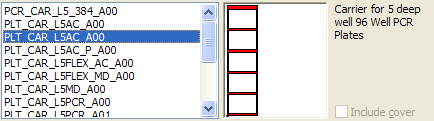 PCR_CAR_L5_384_A00
PLT_CAR_L5AC_A00
PLT_CAR_L5AC_A00
PLT_CAR_L5AC_P_A00
PLT_CAR_L5FLEX_AC_A00
PLT_CAR_L5FLEX_MD_A00
PLT_CAR_L5MD_A00
PLT_CAR_L5PCR_A00
PLT_CAR_L5PCR_A01
Carrier for 5 deep
well 96 Well PCR
Plates
Include cover